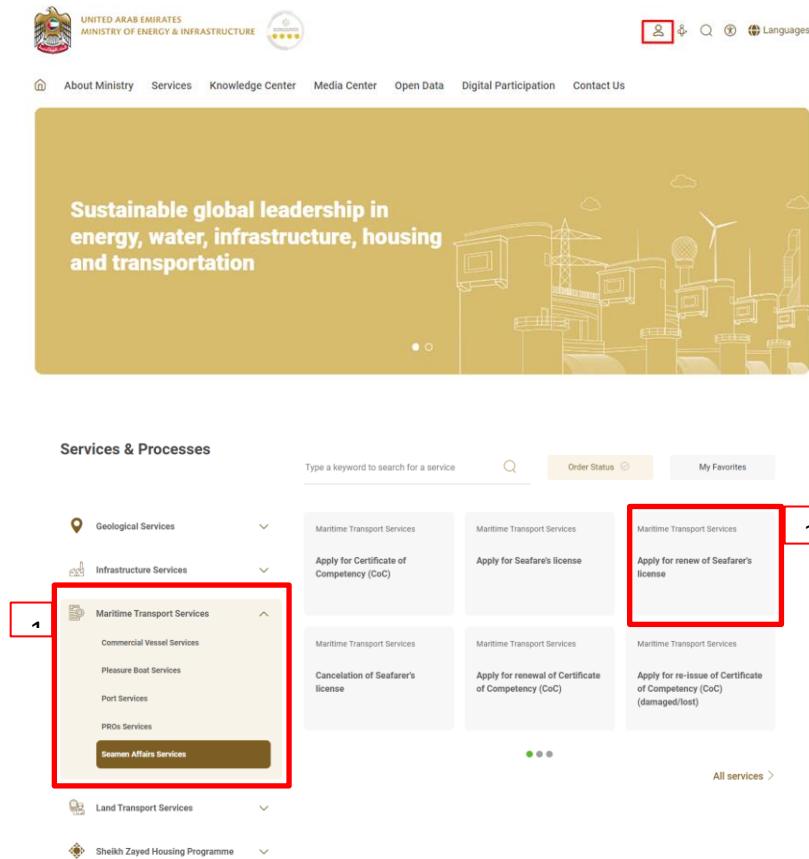 UNITED ARAB EMIRATES
MINISTRY OF ENERGY & INFRASTRUCTURE
Languages
About Ministry
Services
Knowledge Center
Media Center
Open Data
Digital Participation
Contact Us
Sustainable global leadership in
energy, water, infrastructure, housing
and transportation
Services & Processes
Type a keyword to search for a service
Order Status
My Favorites
Geological Services
Infrastructure Services
Maritime Transport Services
Commercial Vessel Services
Pleasure Boat Services
Port Services
PROs Services
Seamen Affairs Services
Land Transport Services
Sheikh Zayed Housing Programme
Maritime Transport Services
Apply for Certificate of
Competency (CoC)
Maritime Transport Services
Apply for Seafare's license
Maritime Transport Services
Apply for renew of Seafarer's
license
Maritime Transport Services
Cancelation of Seafarer's
license
Maritime Transport Services
Apply for renewal of Certificate
of Competency (CoC)
Maritime Transport Services
Apply for re-issue of Certificate
of Competency (CoC)
(damaged/lost)
All services